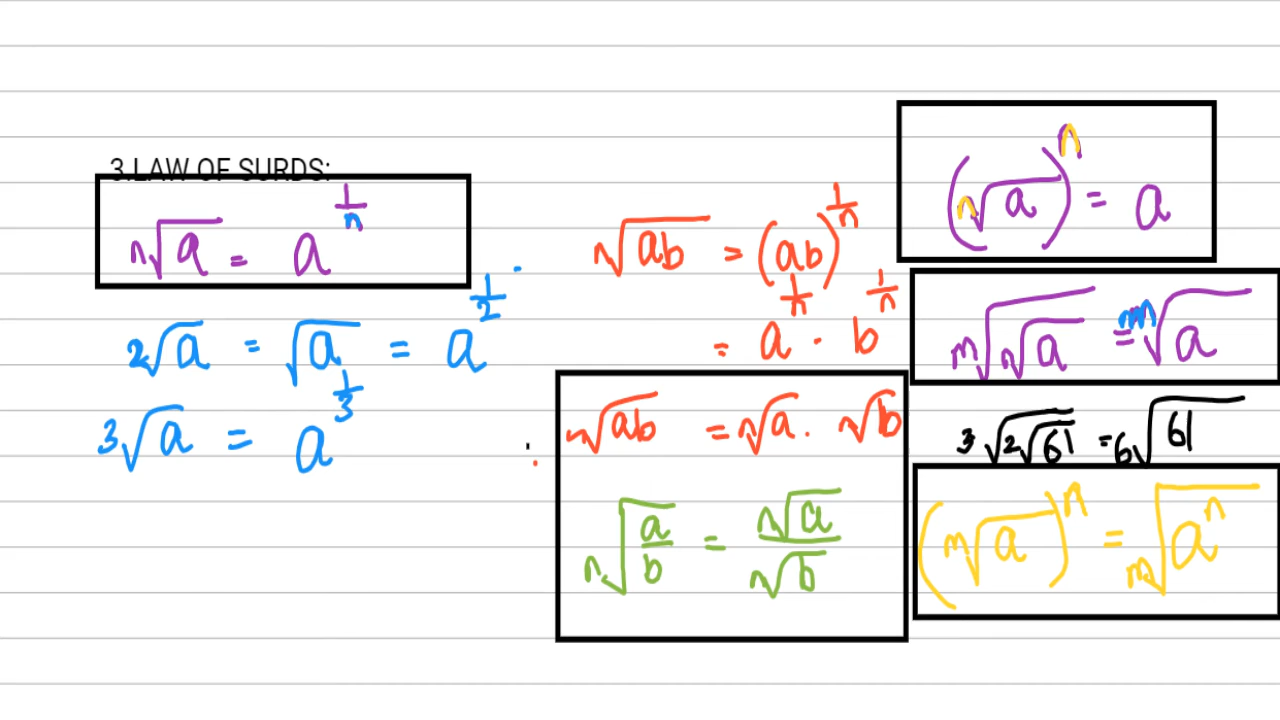 3.LAW OF SURDS:
ⁿ√a = a^(1/n)
²√a = √a = a^(1/2)
³√a = a^(1/3)
ⁿ√(ab) = (ab)^(1/n)
= a^(1/n) · b^(1/n)
ⁿ√(ab) = ⁿ√a · ⁿ√b
ⁿ√(a/b) = ⁿ√a / ⁿ√b
(ⁿ√a)^n = a
ᵐ√(ⁿ√a) = ᵐⁿ√a
³√(²√61) = ⁶√61
(ᵐ√a)^n = ᵐ√(a^n)